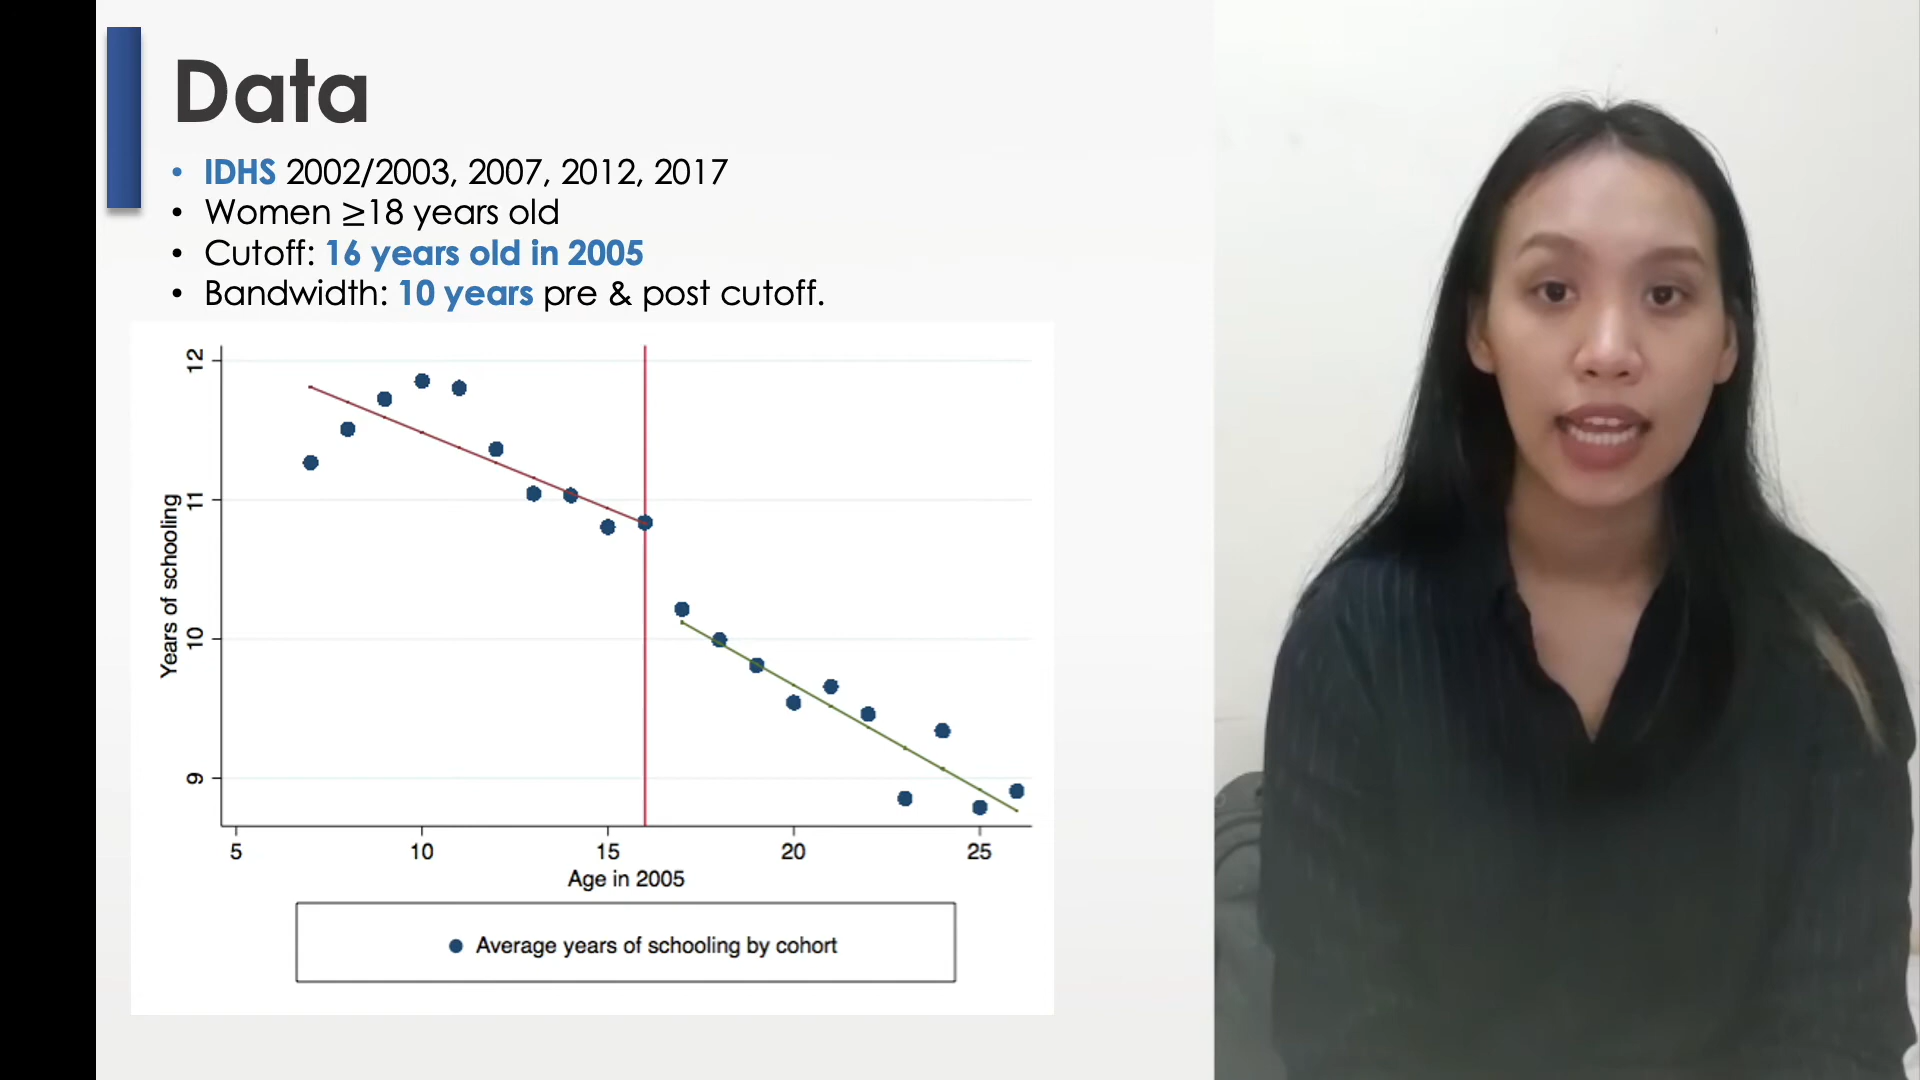 Data
• IDHS 2002/2003, 2007, 2012, 2017
• Women ≥18 years old
• Cutoff: 16 years old in 2005
• Bandwidth: 10 years pre & post cutoff.
Years of schooling
12
11
10
9
5 10 15 20 25
Age in 2005
Average years of schooling by cohort